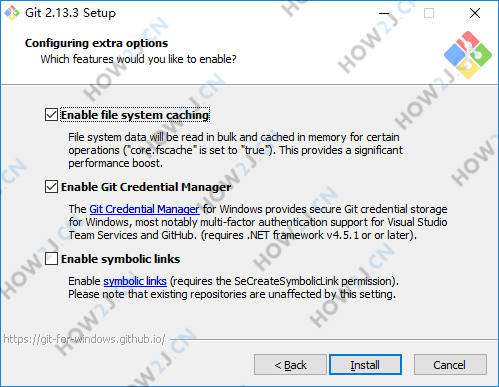 Git 2.13.3 Setup
Configuring extra options
Which features would you like to enable?
Enable file system caching
File system data will be read in bulk and cached in memory for certain
operations ("core.fscache" is set to "true"). This provides a significant
performance boost.
Enable Git Credential Manager
The Git Credential Manager for Windows provides secure Git credential storage
for Windows, most notably multi-factor authentication support for Visual Studio
Team Services and GitHub. (requires .NET framework v4.5.1 or or later).
Enable symbolic links
Enable symbolic links (requires the SeCreateSymbolicLink permission).
Please note that existing repositories are unaffected by this setting.
https://git-for-windows.github.io/
< Back
Install
Cancel
HOW2J.CN
HOW2J.CN
HOW2J.CN
HOW2J.CN
HOW2J.CN
HOW2J.CN
HOW2J.CN
HOW2J.CN